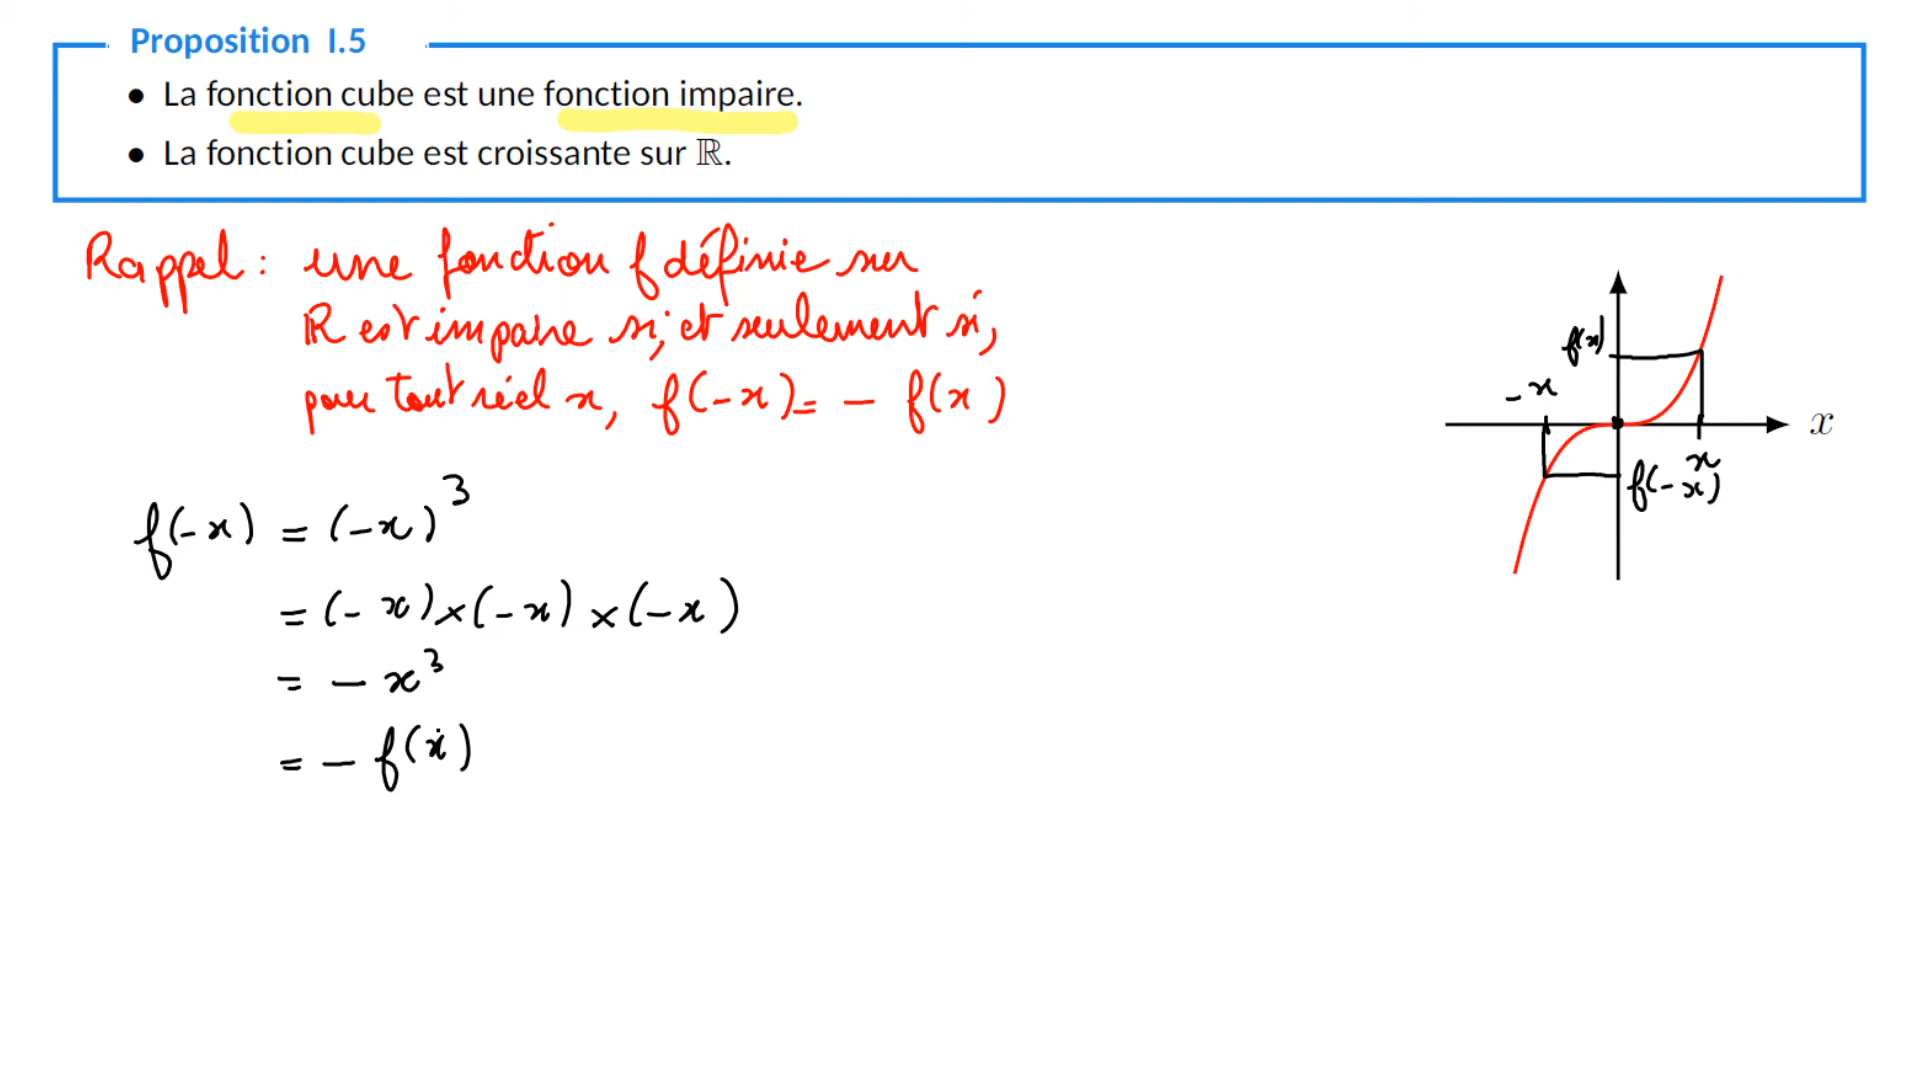 Proposition I.5
• La fonction cube est une fonction impaire.
• La fonction cube est croissante sur ℝ.
Rappel : une fonction f définie sur
ℝ est impaire si, et seulement si,
pour tout réel x, f(-x) = - f(x)
f(-x) = (-x)³
= (-x)×(-x)×(-x)
= - x³
= - f(x)
f(x)
-x
x
x
f(-x)